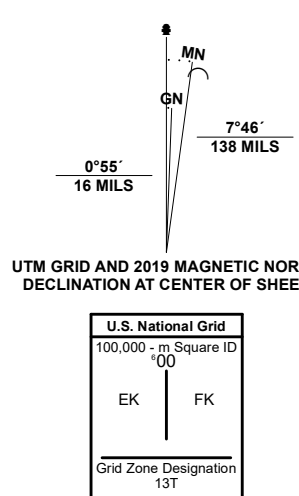 MN
GN
7°46´
138 MILS
0°55´
16 MILS
UTM GRID AND 2019 MAGNETIC NOR
DECLINATION AT CENTER OF SHEE
U.S. National Grid
100,000 - m Square ID
⁶00
EK FK
Grid Zone Designation
13T